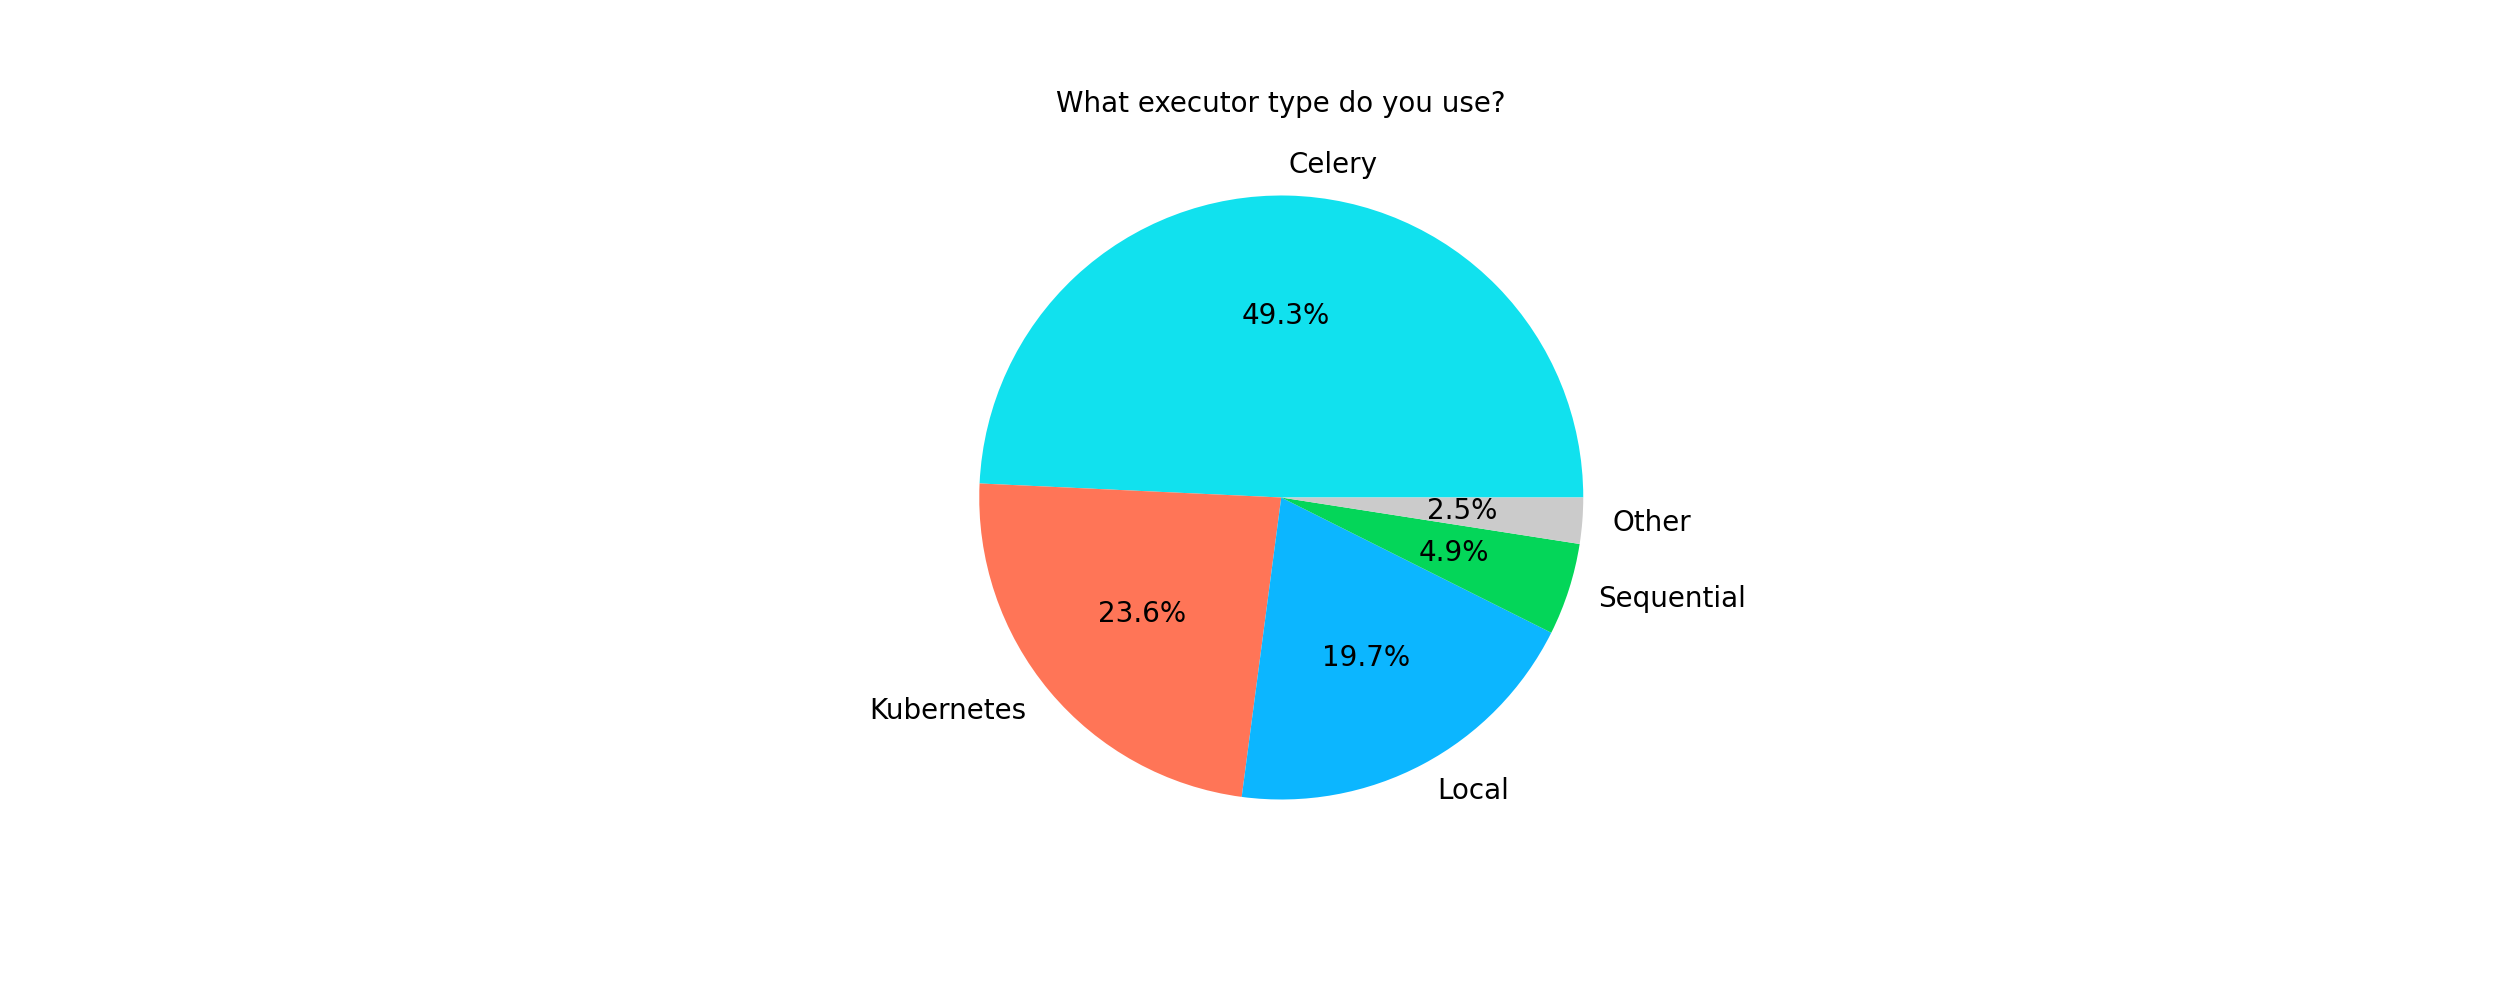 What executor type do you use?
Celery
49.3%
2.5%
Other
4.9%
Sequential
23.6%
19.7%
Kubernetes
Local